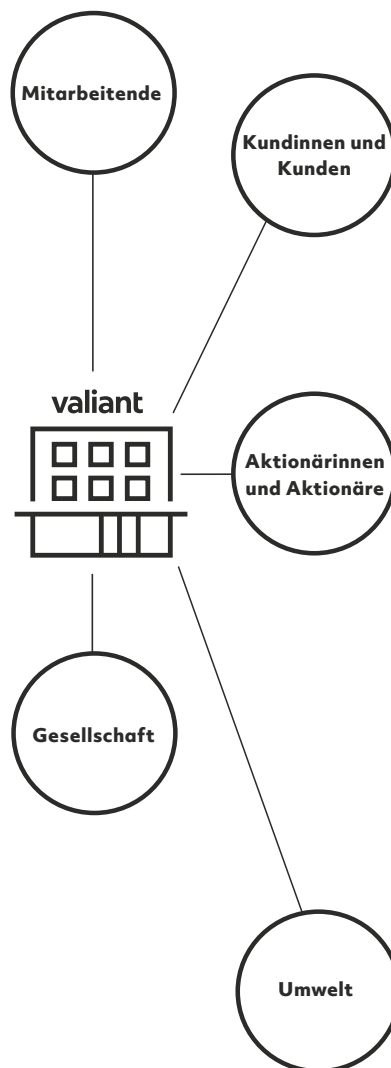 Mitarbeitende
Kundinnen und
Kunden
valiant
Aktionärinnen
und Aktionäre
Gesellschaft
Umwelt